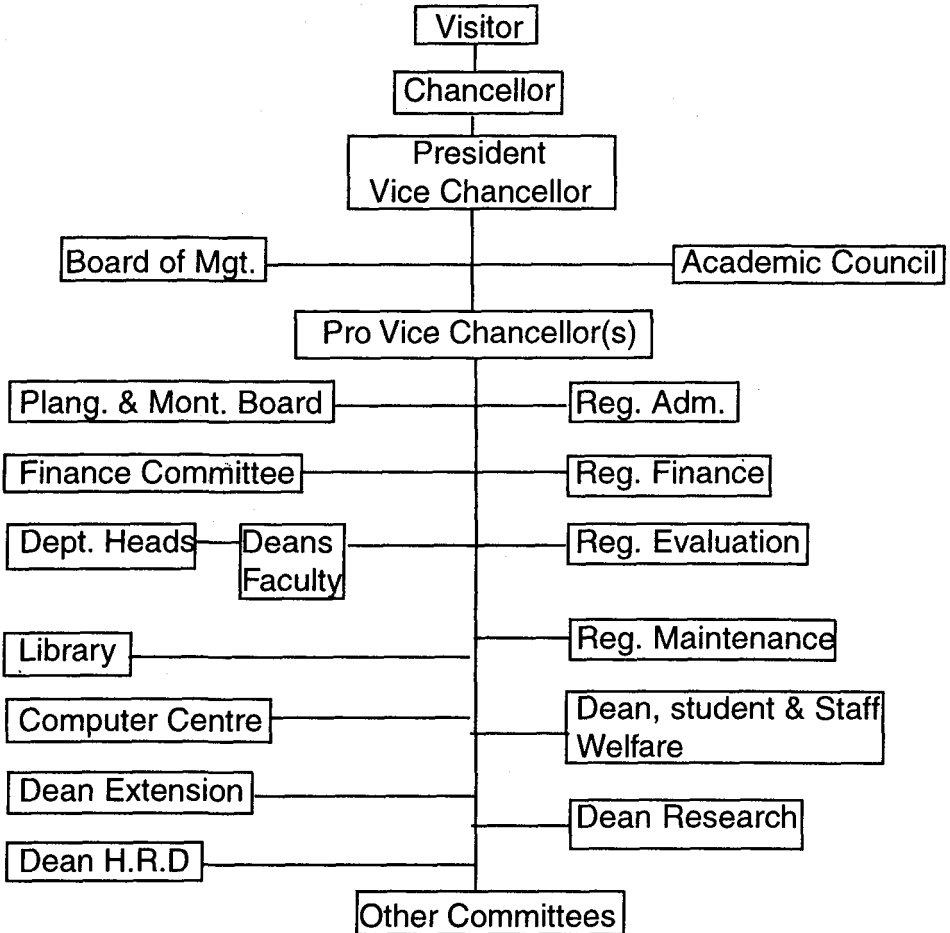 Visitor
Chancellor
President
Vice Chancellor
Board of Mgt.
Academic Council
Pro Vice Chancellor(s)
Plang. & Mont. Board
Reg. Adm.
Finance Committee
Reg. Finance
Dept. Heads
Deans
Faculty
Reg. Evaluation
Library
Reg. Maintenance
Computer Centre
Dean, student & Staff
Welfare
Dean Extension
Dean Research
Dean H.R.D
Other Committees